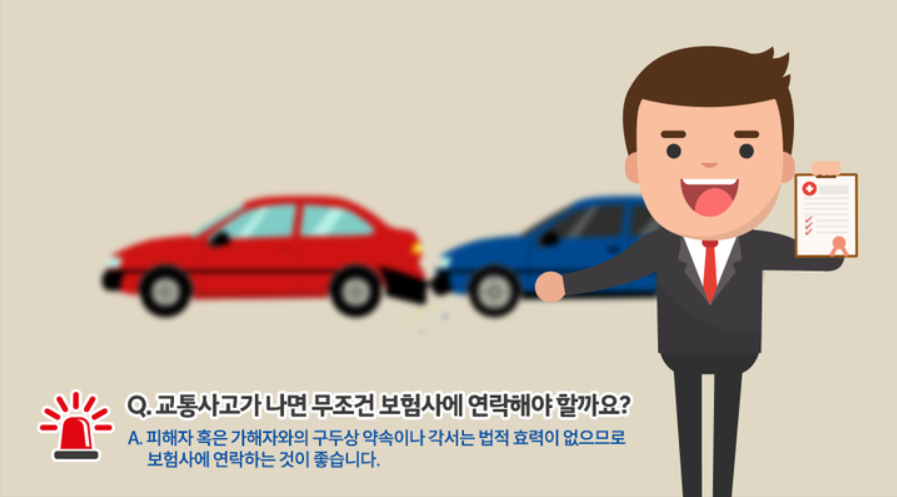 Q. 교통사고가 나면 무조건 보험사에 연락해야 할까요?
A. 피해자 혹은 가해자와의 구두상 약속이나 각서는 법적 효력이 없으므로
보험사에 연락하는 것이 좋습니다.